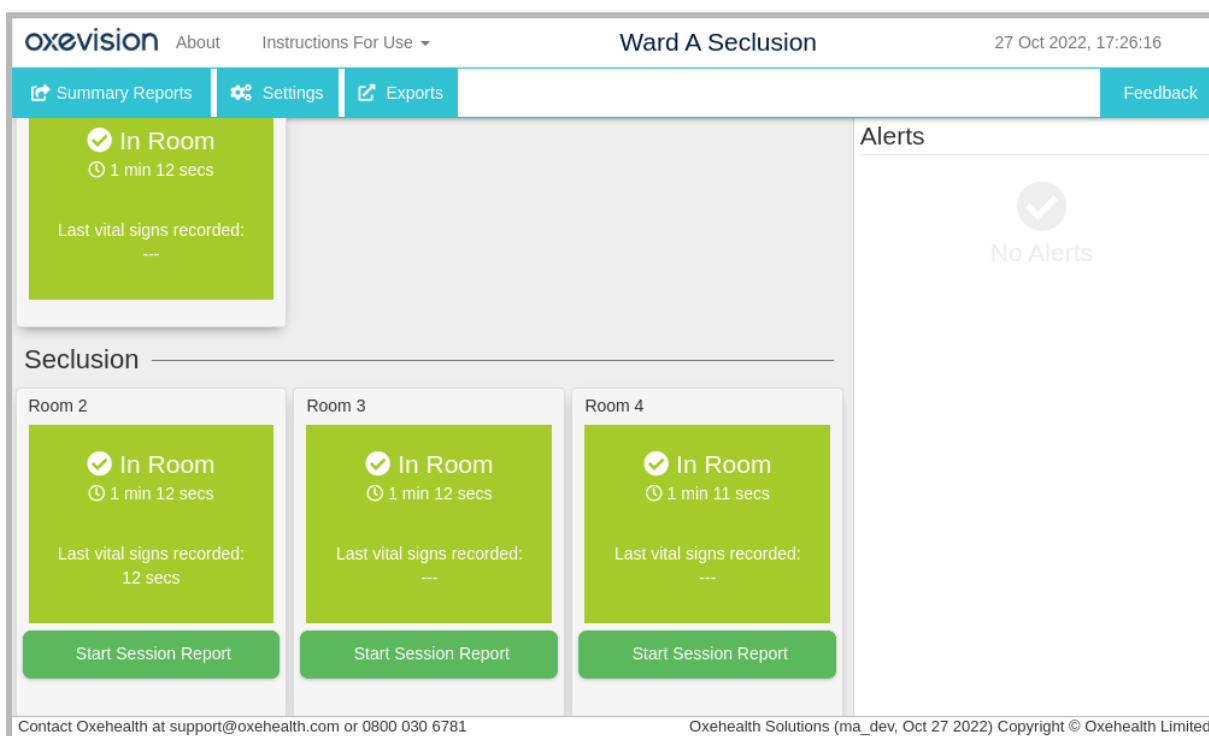 oxevision About Instructions For Use Ward A Seclusion 27 Oct 2022, 17:26:16
Summary Reports Settings Exports Feedback
In Room
1 min 12 secs
Last vital signs recorded:
---
Alerts
No Alerts
Seclusion
Room 2
In Room
1 min 12 secs
Last vital signs recorded:
12 secs
Start Session Report
Room 3
In Room
1 min 12 secs
Last vital signs recorded:
---
Start Session Report
Room 4
In Room
1 min 11 secs
Last vital signs recorded:
---
Start Session Report
Contact Oxehealth at support@oxehealth.com or 0800 030 6781
Oxehealth Solutions (ma_dev, Oct 27 2022) Copyright © Oxehealth Limited